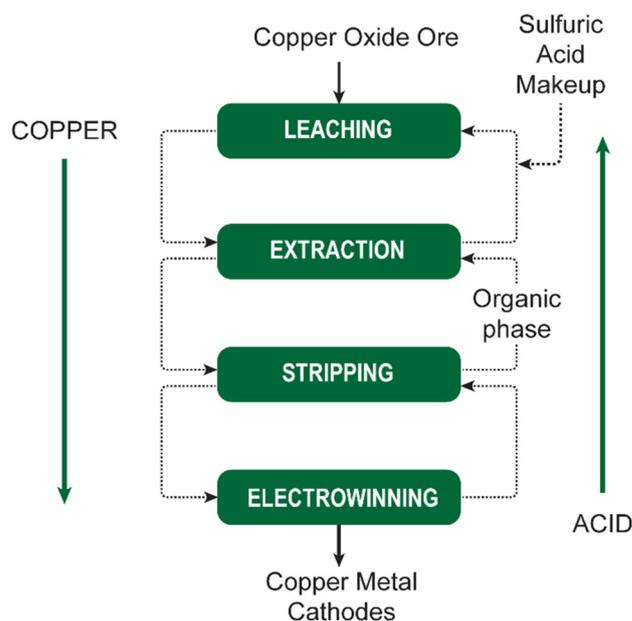 Copper Oxide Ore
Sulfuric
Acid
Makeup
COPPER
LEACHING
EXTRACTION
Organic
phase
STRIPPING
ELECTROWINNING
ACID
Copper Metal
Cathodes